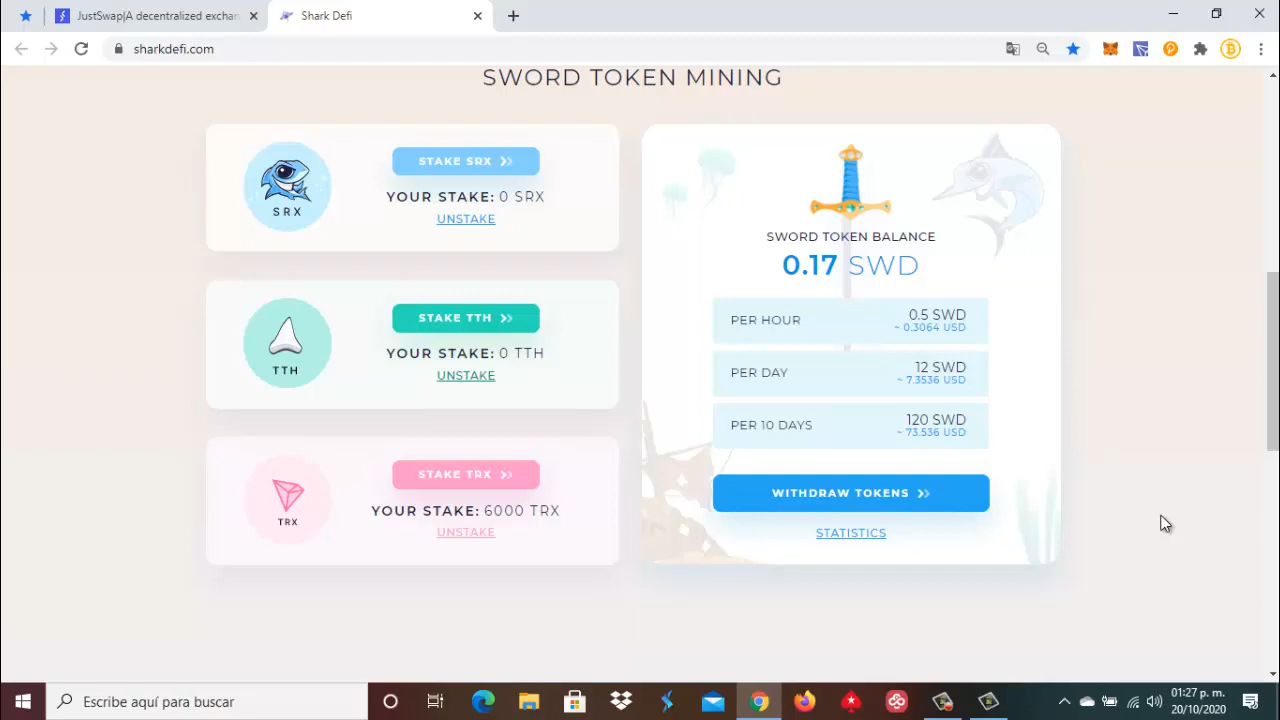 JustSwap|A decentralized exchan
Shark Defi
sharkdefi.com
SWORD TOKEN MINING
SRX
STAKE SRX
YOUR STAKE: 0 SRX
UNSTAKE
TTH
STAKE TTH
YOUR STAKE: 0 TTH
UNSTAKE
TRX
STAKE TRX
YOUR STAKE: 6000 TRX
UNSTAKE
SWORD TOKEN BALANCE
0.17 SWD
PER HOUR
0.5 SWD
~ 0.3064 USD
PER DAY
12 SWD
~ 7.3536 USD
PER 10 DAYS
120 SWD
~ 73.536 USD
WITHDRAW TOKENS
STATISTICS
Escribe aquí para buscar
01:27 p. m.
20/10/2020